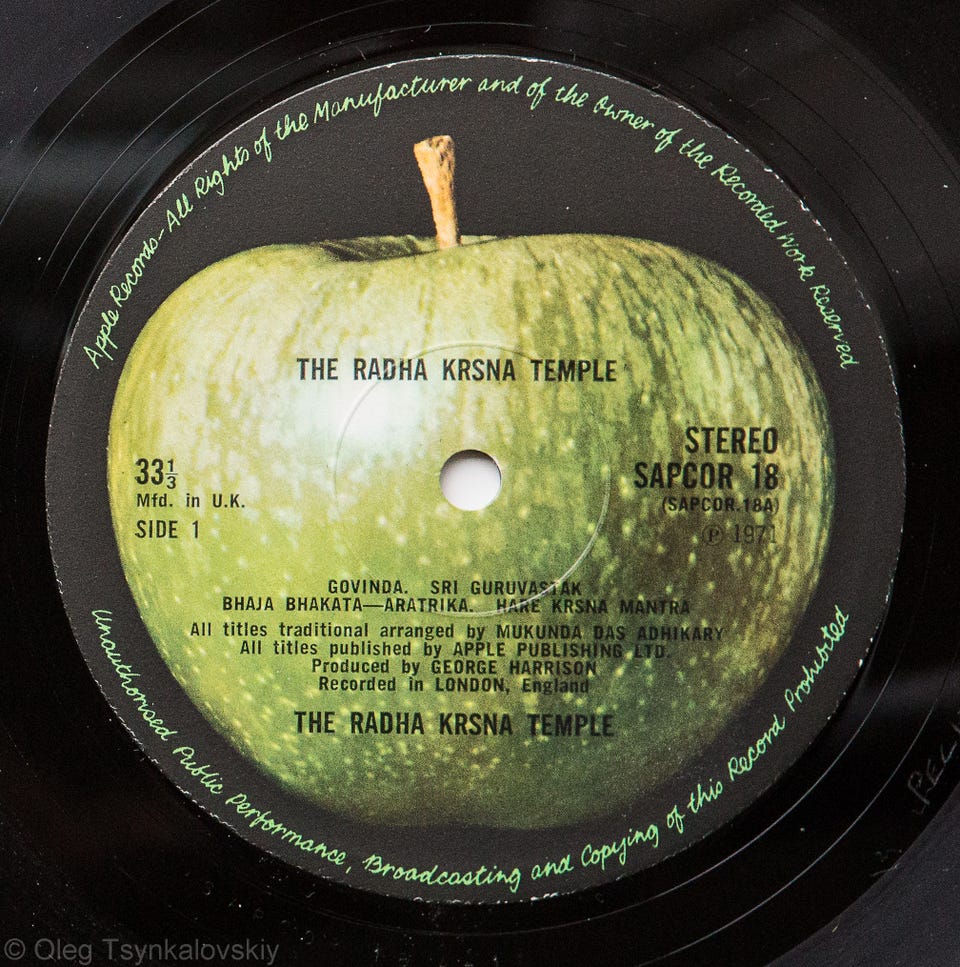 Apple Records-All Rights of the Manufacturer and of the Owner of the Recorded Work Reserved
THE RADHA KRSNA TEMPLE
33⅓
Mfd. in U.K.
SIDE 1
STEREO
SAPCOR 18
(SAPCOR.18A)
℗ 1971
GOVINDA. SRI GURUVASTAK
BHAJA BHAKATA—ARATRIKA. HARE KRSNA MANTRA
All titles traditional arranged by MUKUNDA DAS ADHIKARY
All titles published by APPLE PUBLISHING LTD.
Produced by GEORGE HARRISON
Recorded in LONDON, England
THE RADHA KRSNA TEMPLE
Unauthorised Public Performance, Broadcasting and Copying of this Record Prohibited
© Oleg Tsynkalovskiy